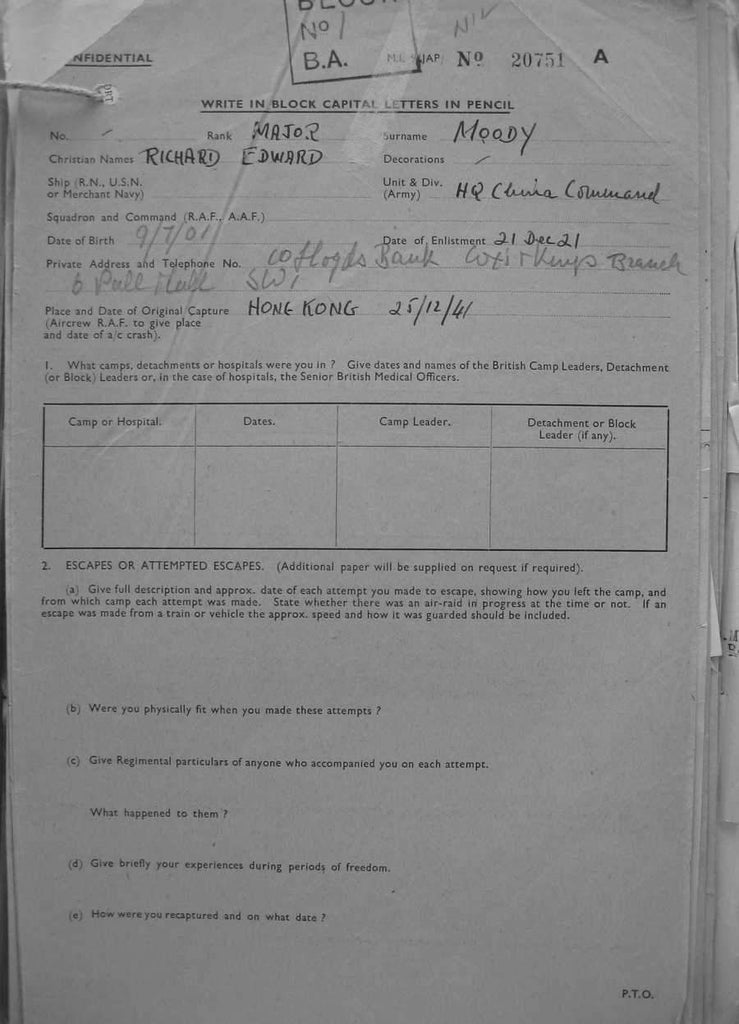 BLOCK
No 1
B.A.
NIL
NFIDENTIAL
M.I. 9/JAP No 20751 A
WRITE IN BLOCK CAPITAL LETTERS IN PENCIL
No. / Rank MAJOR Surname MOODY
Christian Names RICHARD EDWARD Decorations /
Ship (R.N., U.S.N. or Merchant Navy) Unit & Div. (Army) HQ China Command
Squadron and Command (R.A.F., A.A.F.)
Date of Birth 9/7/01 Date of Enlistment 21 Dec 21
Private Address and Telephone No. c/o Lloyds Bank Cox & Kings Branch
6 Pall Mall SW1
Place and Date of Original Capture HONG KONG 25/12/41
(Aircrew R.A.F. to give place
and date of a/c crash).
1. What camps, detachments or hospitals were you in ? Give dates and names of the British Camp Leaders, Detachment
(or Block) Leaders or, in the case of hospitals, the Senior British Medical Officers.
Camp or Hospital. Dates. Camp Leader. Detachment or Block Leader (if any).
2. ESCAPES OR ATTEMPTED ESCAPES. (Additional paper will be supplied on request if required).
(a) Give full description and approx. date of each attempt you made to escape, showing how you left the camp, and
from which camp each attempt was made. State whether there was an air-raid in progress at the time or not. If an
escape was made from a train or vehicle the approx. speed and how it was guarded should be included.
(b) Were you physically fit when you made these attempts ?
(c) Give Regimental particulars of anyone who accompanied you on each attempt.
What happened to them ?
(d) Give briefly your experiences during periods of freedom.
(e) How were you recaptured and on what date ?
P.T.O.